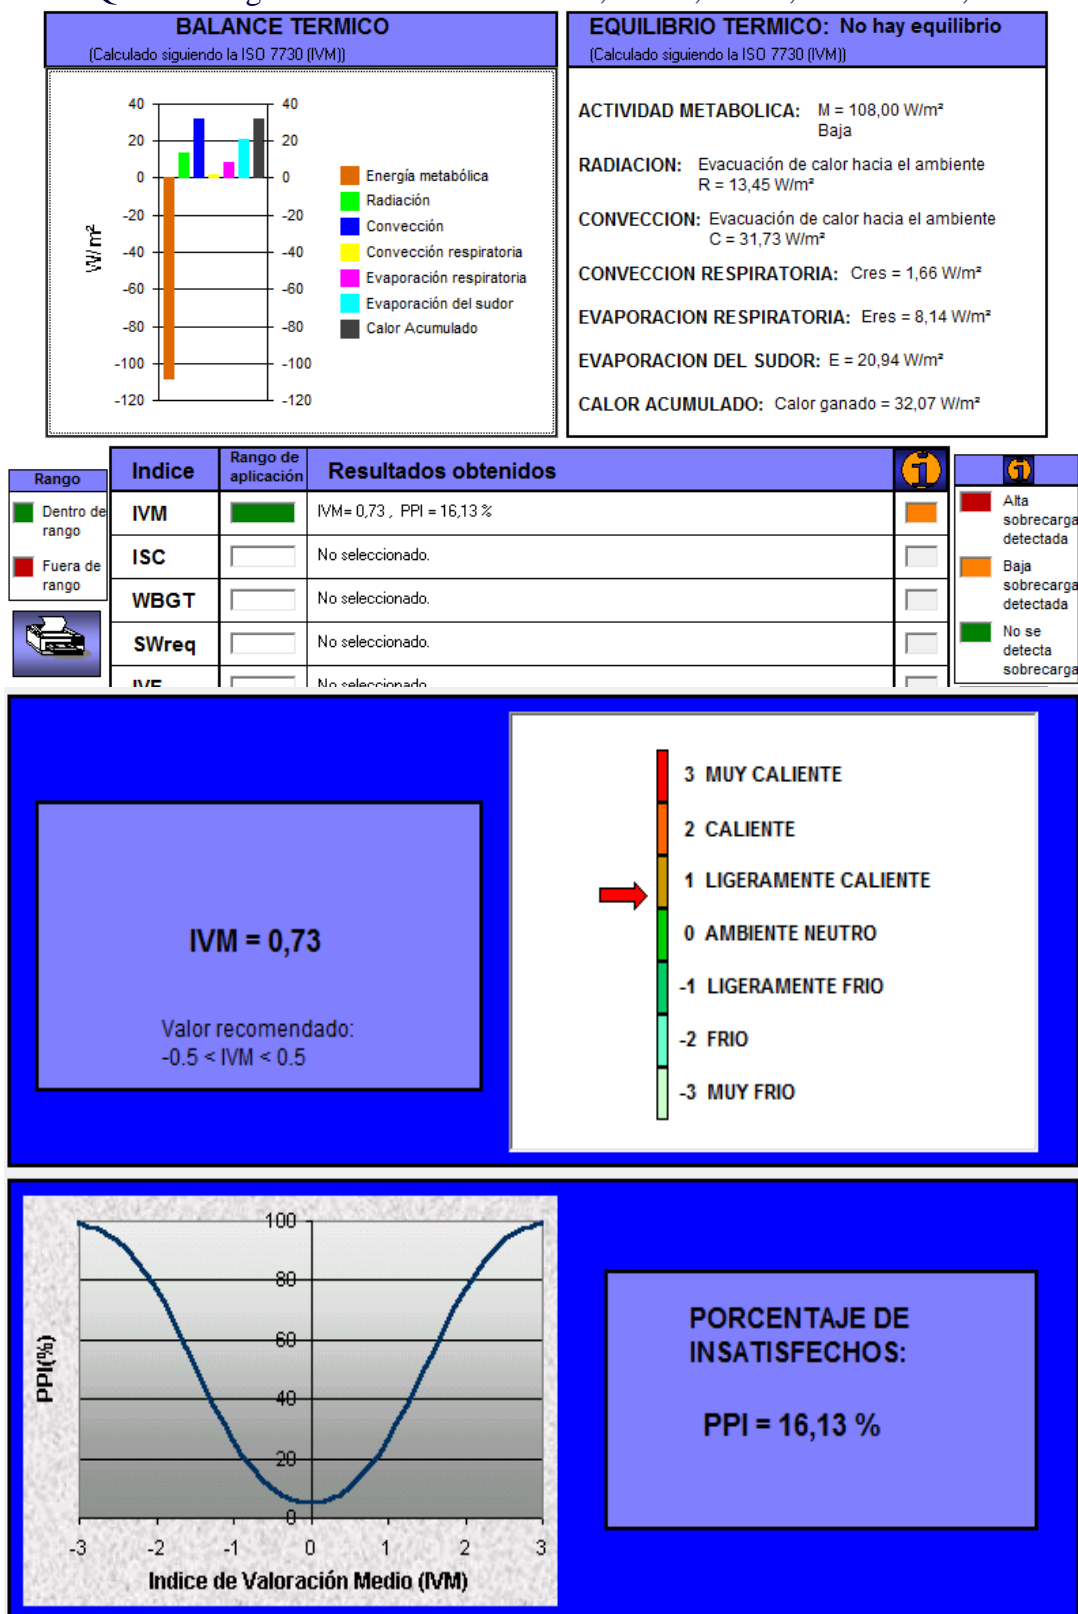 BALANCE TERMICO
(Calculado siguiendo la ISO 7730 (IVM))
40
20
0
-20
-40
-60
-80
-100
-120
40
20
0
-20
-40
-60
-80
-100
-120
W/m²
Energía metabólica
Radiación
Convección
Convección respiratoria
Evaporación respiratoria
Evaporación del sudor
Calor Acumulado
EQUILIBRIO TERMICO: No hay equilibrio
(Calculado siguiendo la ISO 7730 (IVM))
ACTIVIDAD METABOLICA: M = 108,00 W/m²
Baja
RADIACION: Evacuación de calor hacia el ambiente
R = 13,45 W/m²
CONVECCION: Evacuación de calor hacia el ambiente
C = 31,73 W/m²
CONVECCION RESPIRATORIA: Cres = 1,66 W/m²
EVAPORACION RESPIRATORIA: Eres = 8,14 W/m²
EVAPORACION DEL SUDOR: E = 20,94 W/m²
CALOR ACUMULADO: Calor ganado = 32,07 W/m²
Rango
Dentro de
rango
Fuera de
rango
Indice
Rango de
aplicación
Resultados obtenidos
i
IVM
IVM= 0,73 , PPI = 16,13 %
ISC
No seleccionado.
WBGT
No seleccionado.
SWreq
No seleccionado.
No seleccionado
i
Alta
sobrecarga
detectada
Baja
sobrecarga
detectada
No se
detecta
sobrecarga
IVM = 0,73
Valor recomendado:
-0.5 < IVM < 0.5
3 MUY CALIENTE
2 CALIENTE
1 LIGERAMENTE CALIENTE
0 AMBIENTE NEUTRO
-1 LIGERAMENTE FRIO
-2 FRIO
-3 MUY FRIO
PPI(%)
100
80
60
40
20
0
-3 -2 -1 0 1 2 3
Indice de Valoración Medio (IVM)
PORCENTAJE DE
INSATISFECHOS:
PPI = 16,13 %